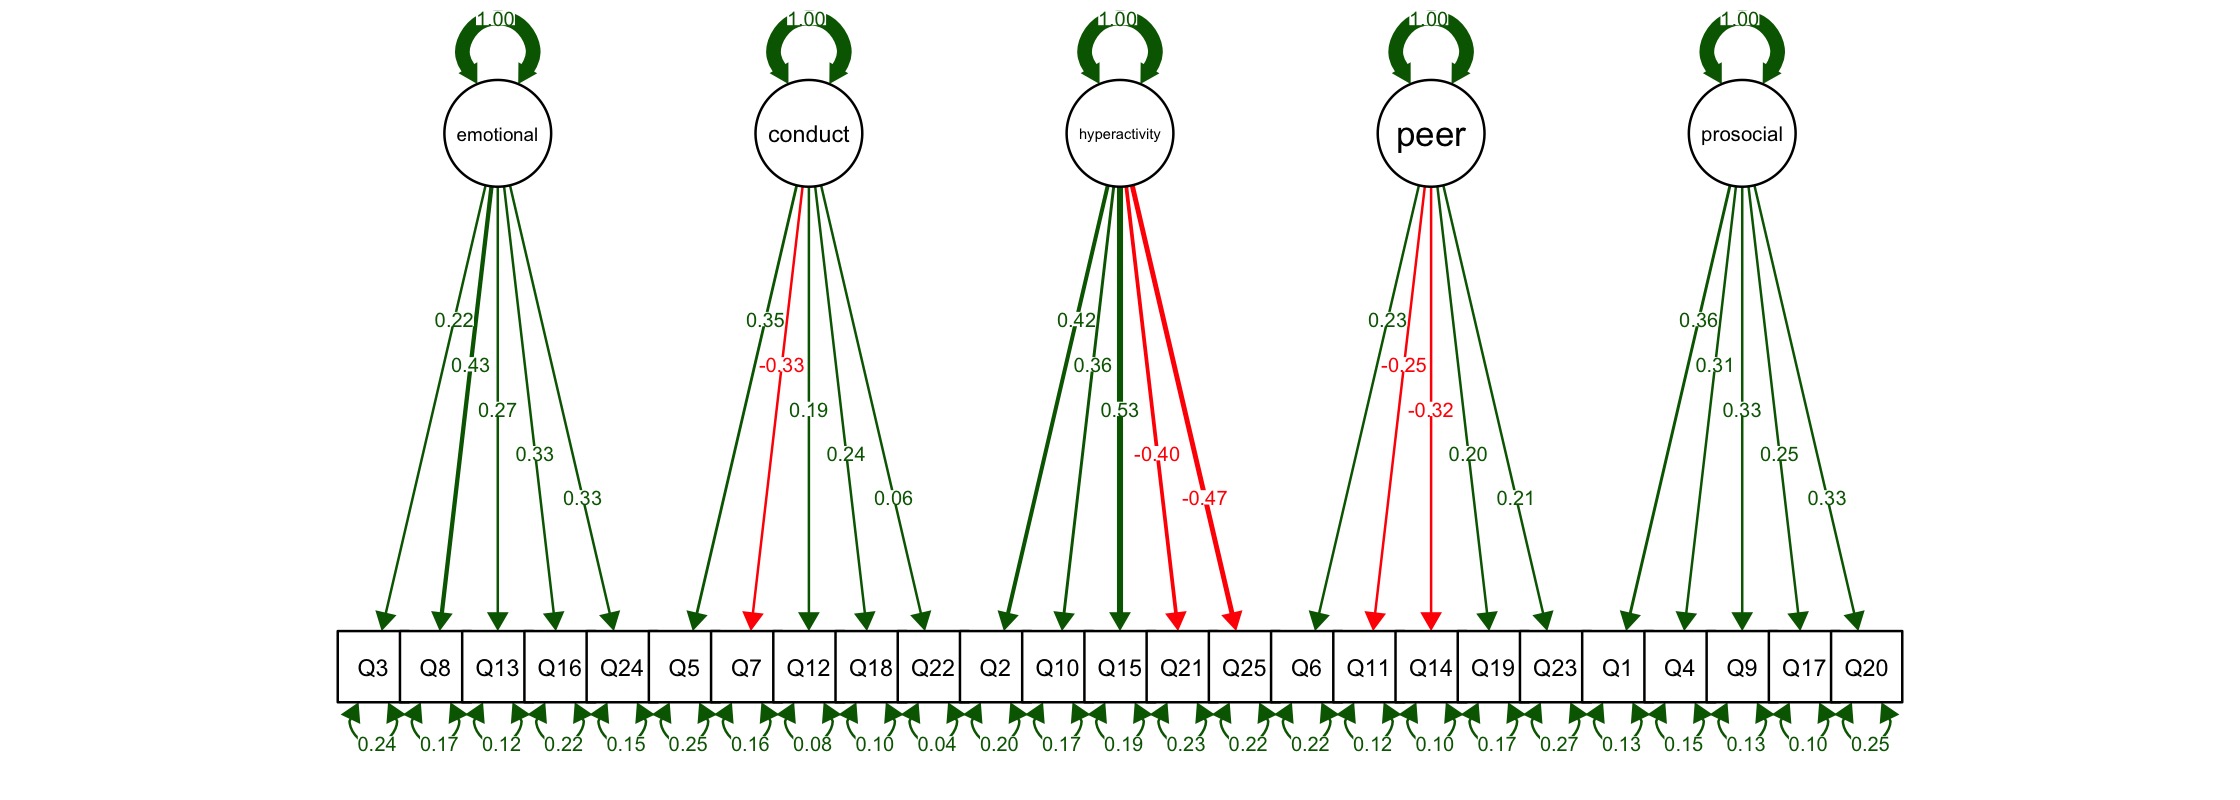 1.00 1.00 1.00 1.00 1.00
emotional conduct hyperactivity peer prosocial
0.22 0.35 0.42 0.23 0.36
0.43 -0.33 0.36 -0.25 0.31
0.27 0.19 0.53 -0.32 0.33
0.33 0.24 -0.40 0.20 0.25
0.33 0.06 -0.47 0.21 0.33
Q3 Q8 Q13 Q16 Q24 Q5 Q7 Q12 Q18 Q22 Q2 Q10 Q15 Q21 Q25 Q6 Q11 Q14 Q19 Q23 Q1 Q4 Q9 Q17 Q20
0.24 0.17 0.12 0.22 0.15 0.25 0.16 0.08 0.10 0.04 0.20 0.17 0.19 0.23 0.22 0.22 0.12 0.10 0.17 0.27 0.13 0.15 0.13 0.10 0.25